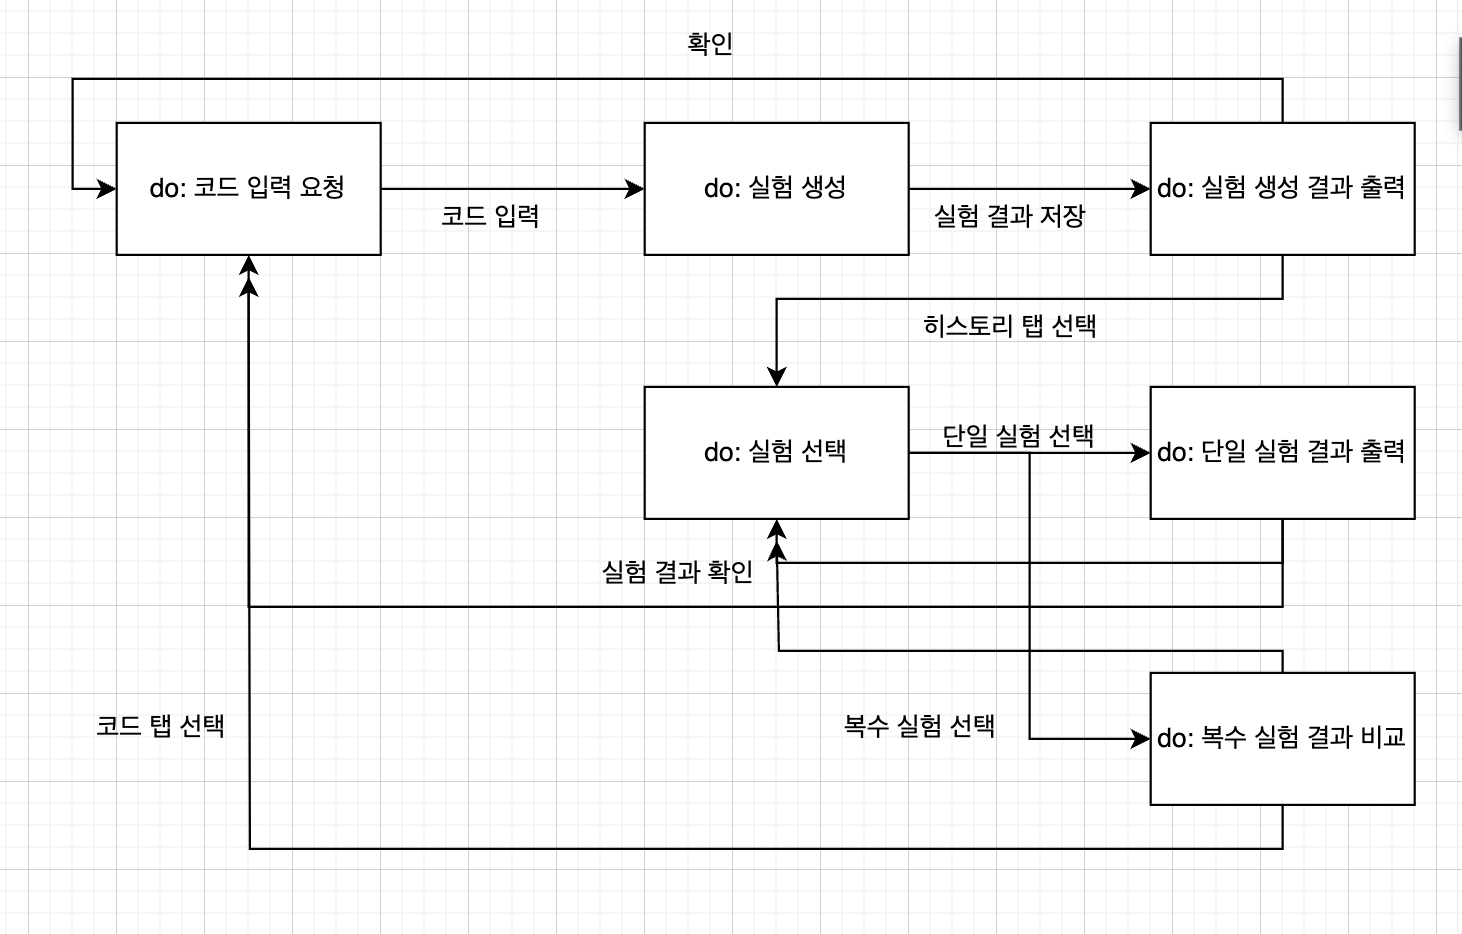 확인
do: 코드 입력 요청
코드 입력
do: 실험 생성
실험 결과 저장
do: 실험 생성 결과 출력
히스토리 탭 선택
do: 실험 선택
단일 실험 선택
do: 단일 실험 결과 출력
실험 결과 확인
코드 탭 선택
복수 실험 선택
do: 복수 실험 결과 비교